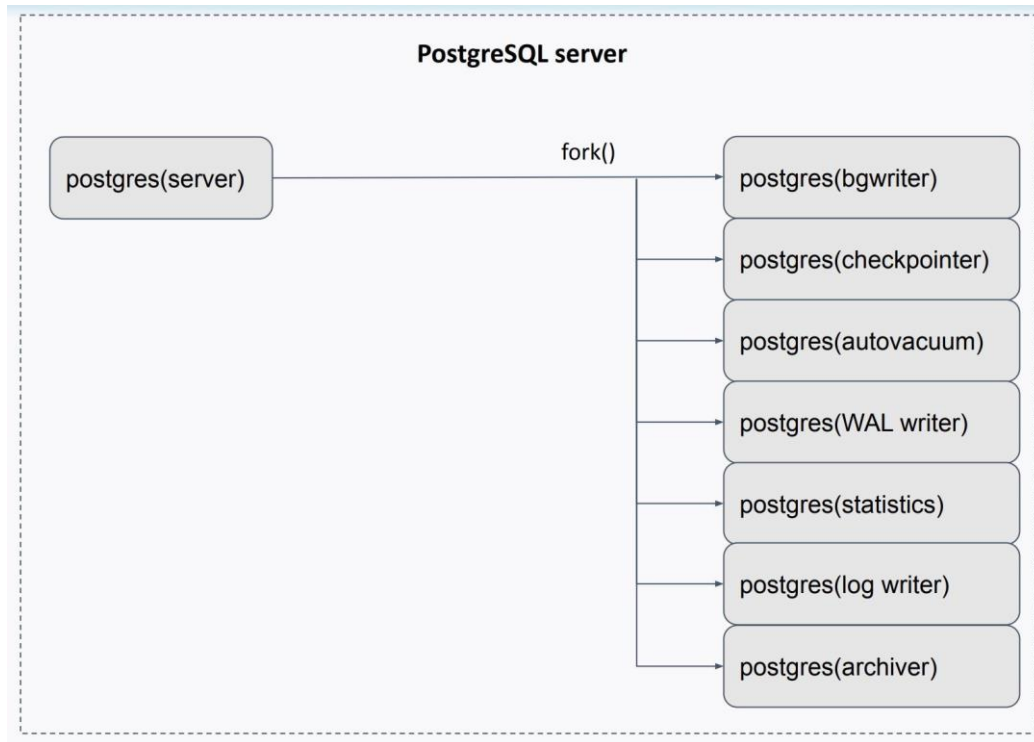 PostgreSQL server
fork()
postgres(server)
postgres(bgwriter)
postgres(checkpointer)
postgres(autovacuum)
postgres(WAL writer)
postgres(statistics)
postgres(log writer)
postgres(archiver)